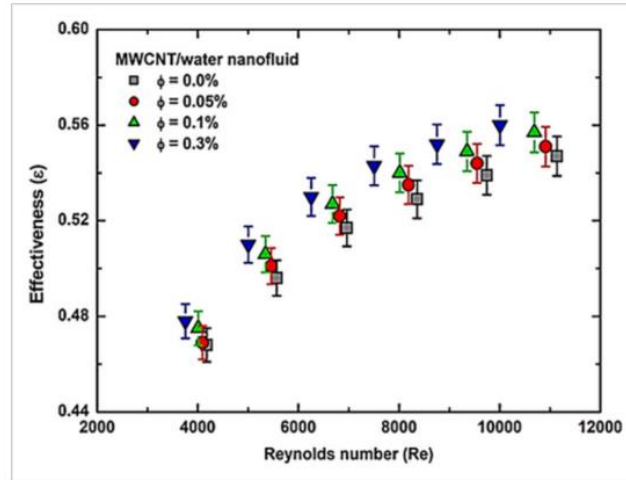 0.60
MWCNT/water nanofluid
ϕ = 0.0%
ϕ = 0.05%
ϕ = 0.1%
0.56
ϕ = 0.3%
Effectiveness (ε)
0.52
0.48
0.44
2000 4000 6000 8000 10000 12000
Reynolds number (Re)